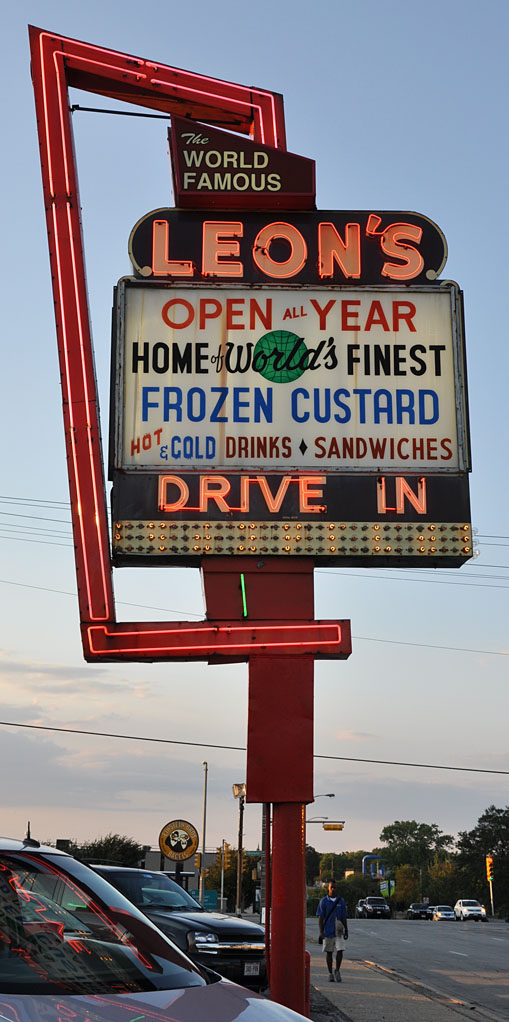 The
WORLD
FAMOUS
LEON'S
OPEN ALL YEAR
HOME of World's FINEST
FROZEN CUSTARD
HOT & COLD DRINKS ♦ SANDWICHES
DRIVE IN